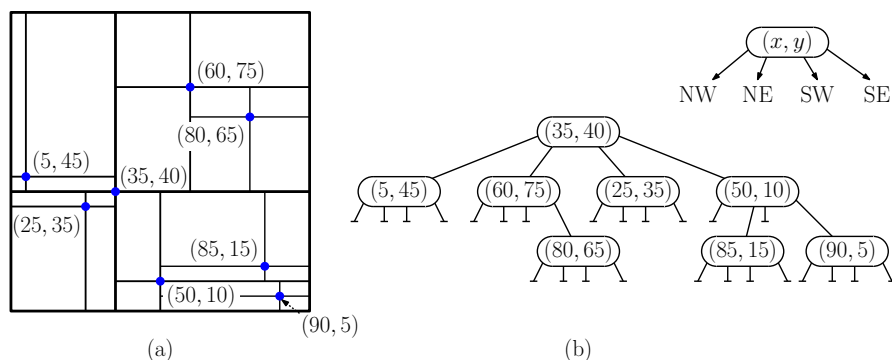 (60, 75)
(80, 65)
(5, 45)
(35, 40)
(25, 35)
(85, 15)
(50, 10)
(90, 5)
(a)
(x, y)
NW NE SW SE
(35, 40)
(5, 45) (60, 75) (25, 35) (50, 10)
(80, 65) (85, 15) (90, 5)
(b)